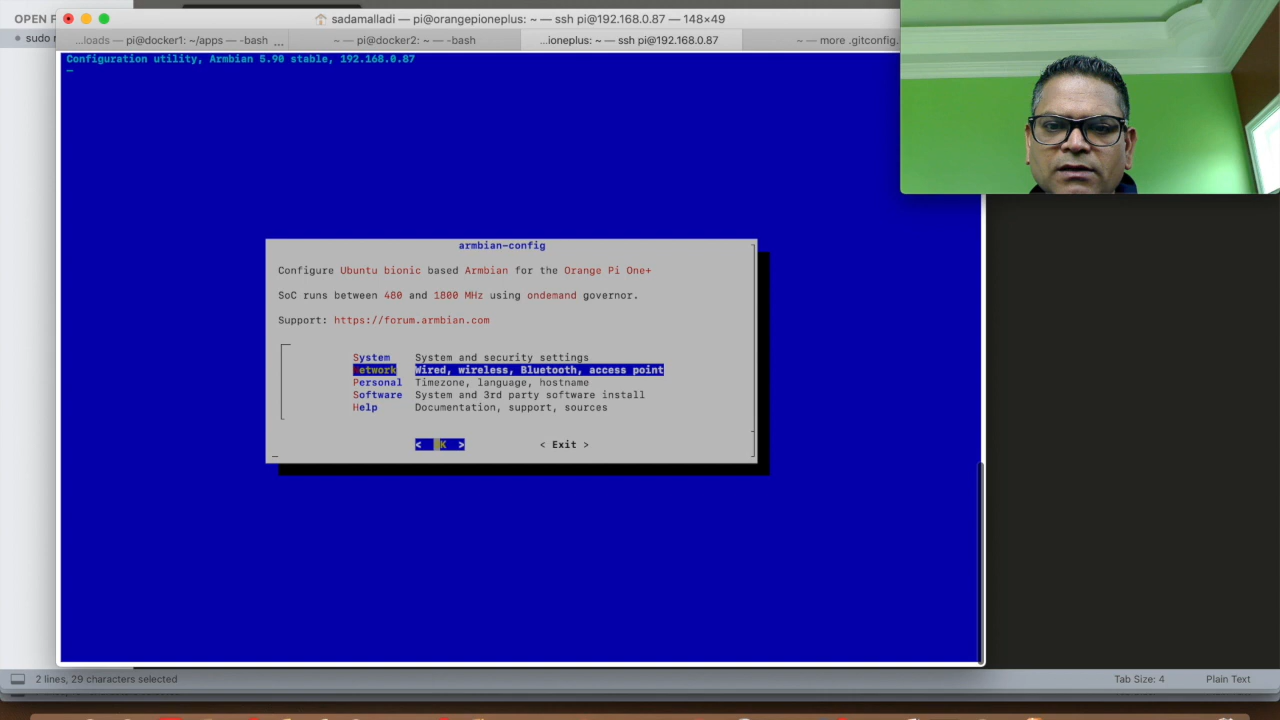 OPEN F
sudo r
sadamalladi — pi@orangepioneplus: ~ — ssh pi@192.168.0.87 — 148×49
...loads — pi@docker1: ~/apps — -bash ...
~ — pi@docker2: ~ — -bash
...ioneplus: ~ — ssh pi@192.168.0.87
~ — more .gitconfig.
Configuration utility, Armbian 5.90 stable, 192.168.0.87
armbian-config
Configure Ubuntu bionic based Armbian for the Orange Pi One+
SoC runs between 480 and 1800 MHz using ondemand governor.
Support: https://forum.armbian.com
System System and security settings
Network Wired, wireless, Bluetooth, access point
Personal Timezone, language, hostname
Software System and 3rd party software install
Help Documentation, support, sources
< OK > < Exit >
2 lines, 29 characters selected
Tab Size: 4
Plain Text